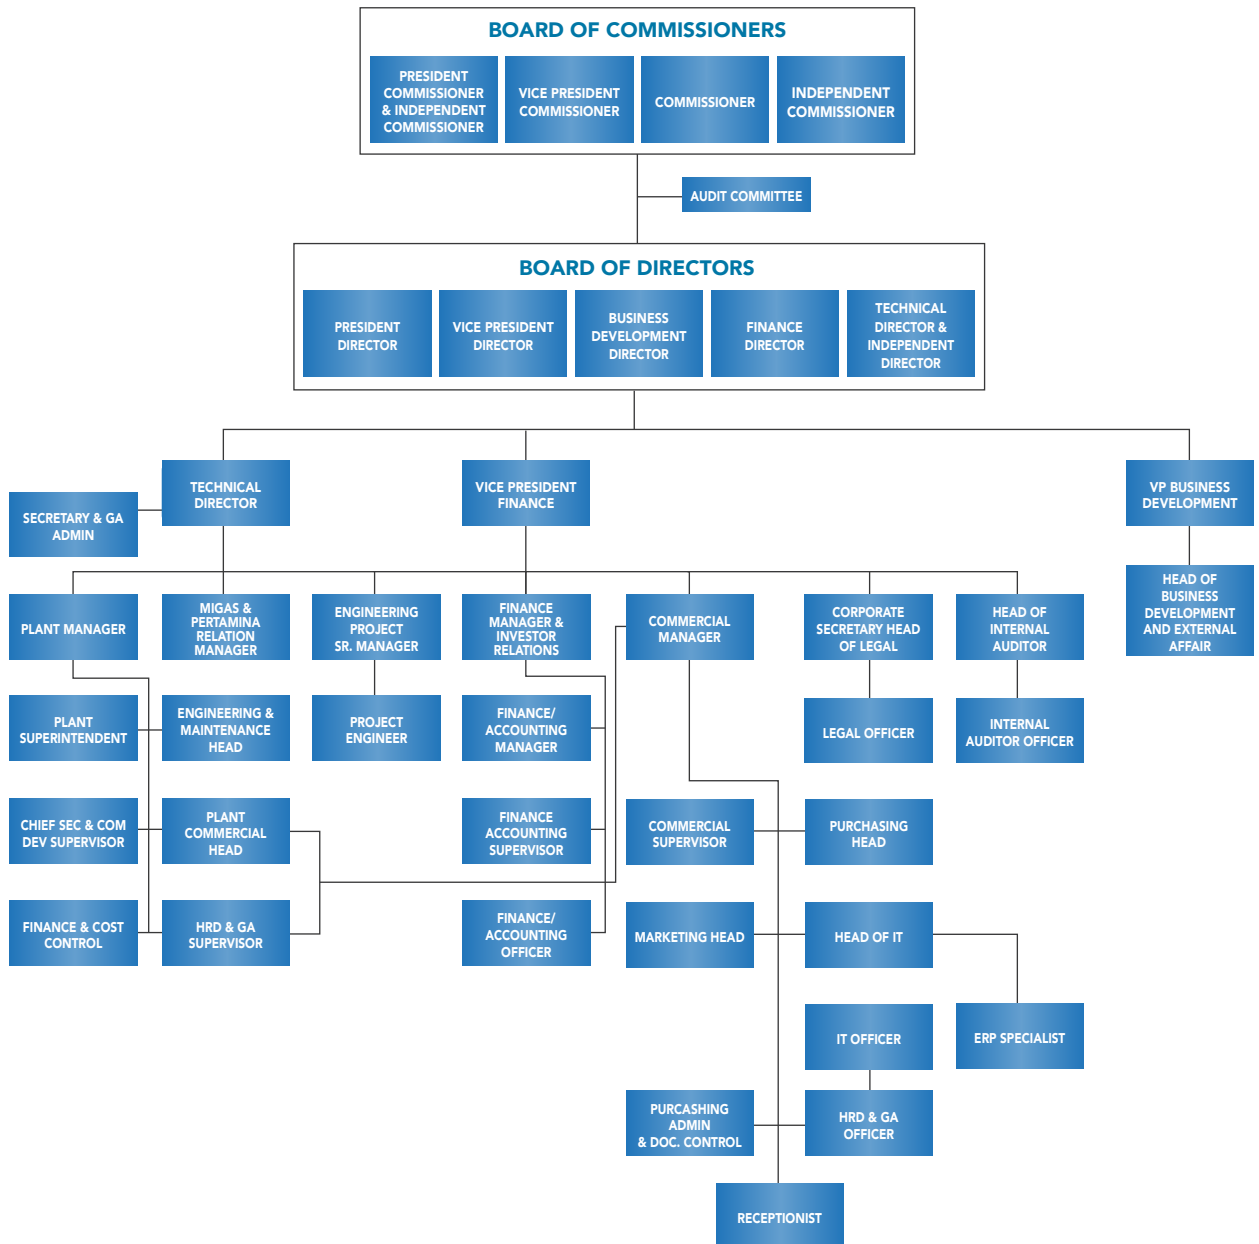 BOARD OF COMMISSIONERS
PRESIDENT
COMMISSIONER
& INDEPENDENT
COMMISSIONER
VICE PRESIDENT
COMMISSIONER
COMMISSIONER
INDEPENDENT
COMMISSIONER
AUDIT COMMITTEE
BOARD OF DIRECTORS
PRESIDENT
DIRECTOR
VICE PRESIDENT
DIRECTOR
BUSINESS
DEVELOPMENT
DIRECTOR
FINANCE
DIRECTOR
TECHNICAL
DIRECTOR &
INDEPENDENT
DIRECTOR
TECHNICAL
DIRECTOR
VICE PRESIDENT
FINANCE
VP BUSINESS
DEVELOPMENT
SECRETARY & GA
ADMIN
PLANT MANAGER
MIGAS &
PERTAMINA
RELATION
MANAGER
ENGINEERING
PROJECT
SR. MANAGER
FINANCE
MANAGER &
INVESTOR
RELATIONS
COMMERCIAL
MANAGER
CORPORATE
SECRETARY HEAD
OF LEGAL
HEAD OF
INTERNAL
AUDITOR
HEAD OF
BUSINESS
DEVELOPMENT
AND EXTERNAL
AFFAIR
PLANT
SUPERINTENDENT
ENGINEERING &
MAINTENANCE
HEAD
PROJECT
ENGINEER
FINANCE/
ACCOUNTING
MANAGER
LEGAL OFFICER
INTERNAL
AUDITOR OFFICER
CHIEF SEC & COM
DEV SUPERVISOR
PLANT
COMMERCIAL
HEAD
FINANCE
ACCOUNTING
SUPERVISOR
COMMERCIAL
SUPERVISOR
PURCHASING
HEAD
FINANCE & COST
CONTROL
HRD & GA
SUPERVISOR
FINANCE/
ACCOUNTING
OFFICER
MARKETING HEAD
HEAD OF IT
IT OFFICER
ERP SPECIALIST
PURCASHING
ADMIN
& DOC. CONTROL
HRD & GA
OFFICER
RECEPTIONIST